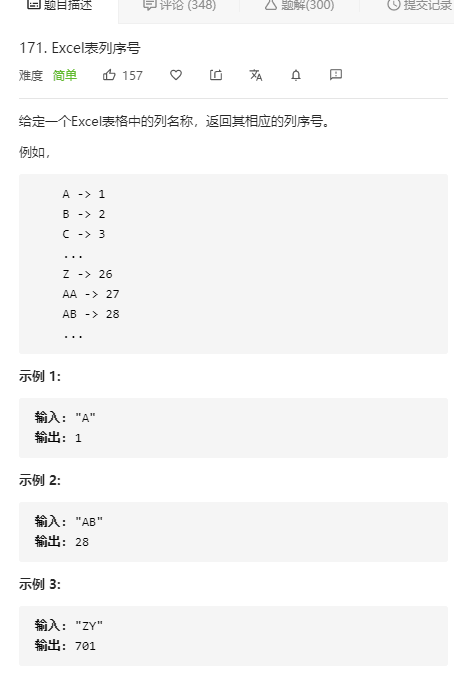 题目描述 评论 (348) 题解(300) 提交记录
171. Excel表列序号
难度 简单 157
给定一个Excel表格中的列名称，返回其相应的列序号。
例如，
A -> 1
B -> 2
C -> 3
...
Z -> 26
AA -> 27
AB -> 28
...
示例 1:
输入: "A"
输出: 1
示例 2:
输入: "AB"
输出: 28
示例 3:
输入: "ZY"
输出: 701